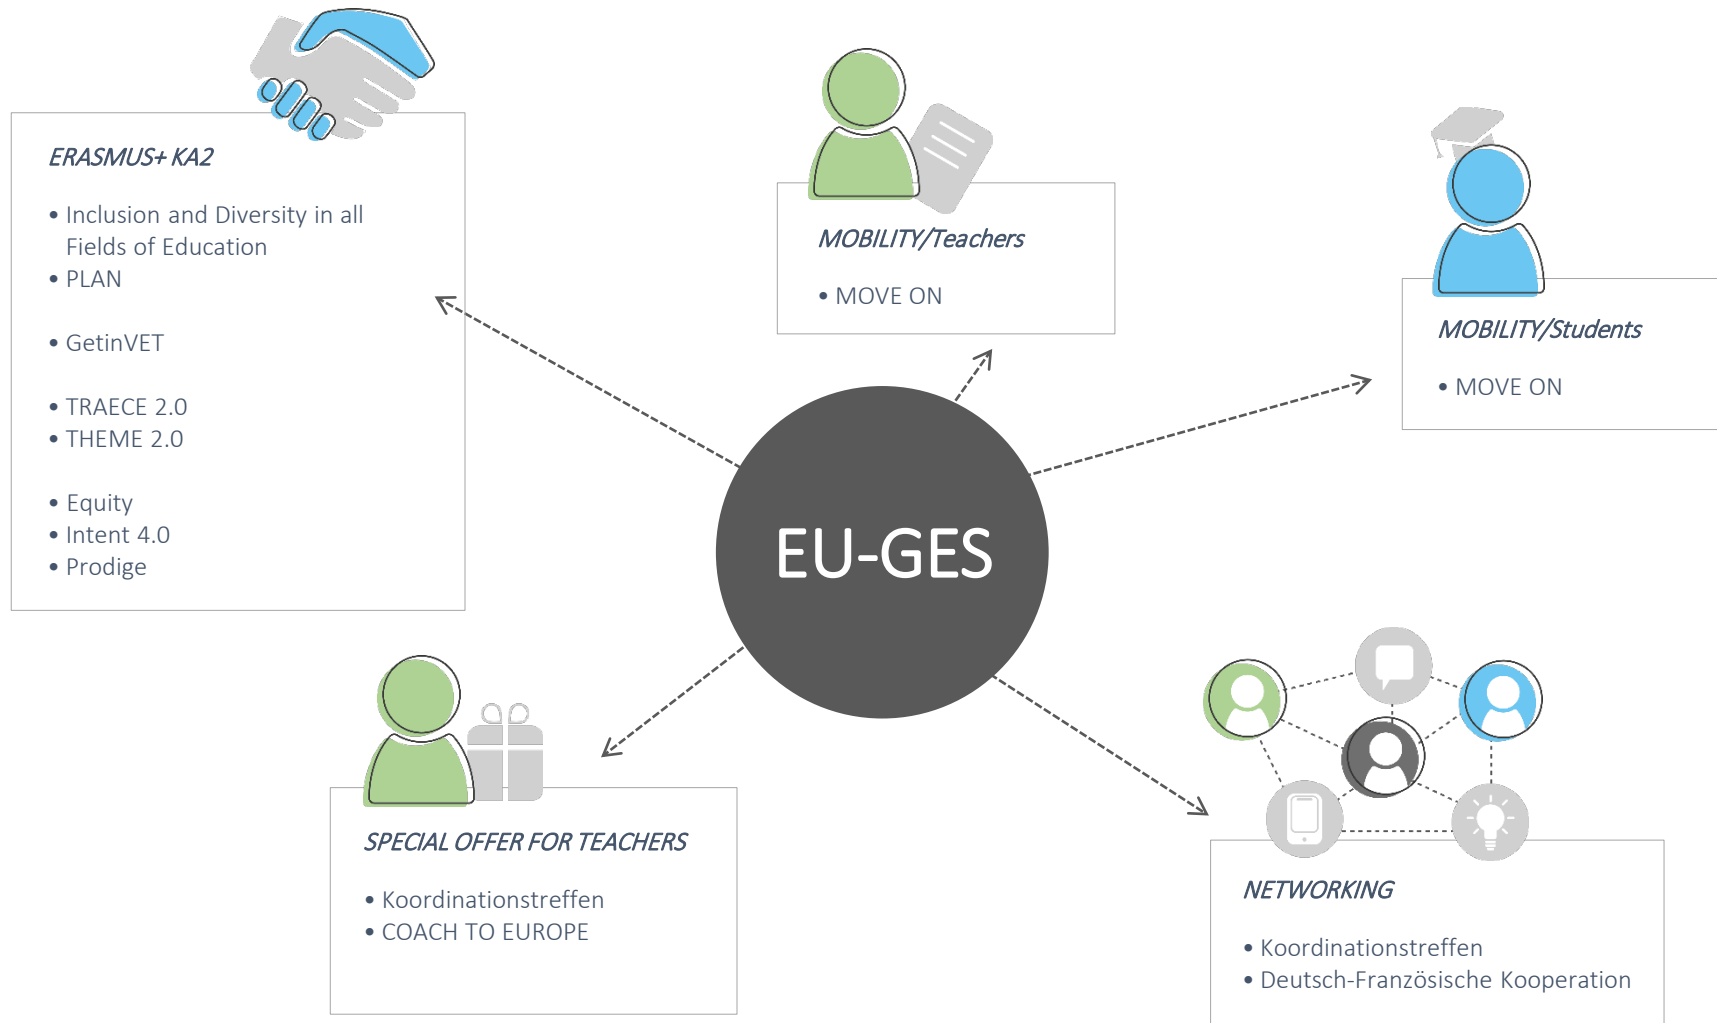 ERASMUS+ KA2
• Inclusion and Diversity in all
Fields of Education
• PLAN
• GetinVET
• TRAECE 2.0
• THEME 2.0
• Equity
• Intent 4.0
• Prodige
MOBILITY/Teachers
• MOVE ON
MOBILITY/Students
• MOVE ON
EU-GES
SPECIAL OFFER FOR TEACHERS
• Koordinationstreffen
• COACH TO EUROPE
NETWORKING
• Koordinationstreffen
• Deutsch-Französische Kooperation